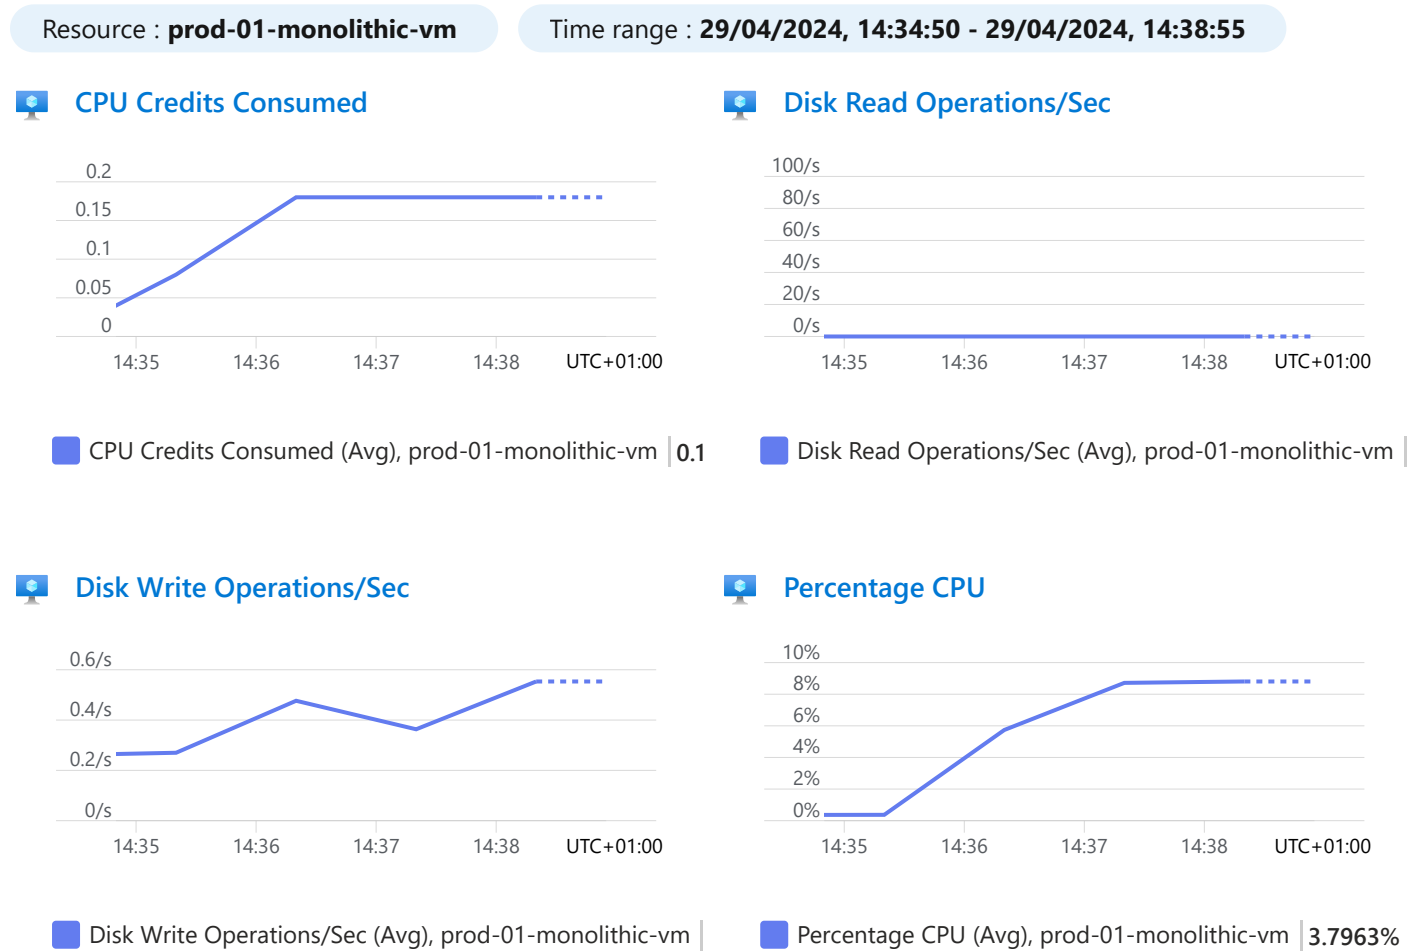 Resource : prod-01-monolithic-vm
Time range : 29/04/2024, 14:34:50 - 29/04/2024, 14:38:55
CPU Credits Consumed
0.2
0.15
0.1
0.05
0
14:35 14:36 14:37 14:38 UTC+01:00
CPU Credits Consumed (Avg), prod-01-monolithic-vm 0.1
Disk Read Operations/Sec
100/s
80/s
60/s
40/s
20/s
0/s
14:35 14:36 14:37 14:38 UTC+01:00
Disk Read Operations/Sec (Avg), prod-01-monolithic-vm
Disk Write Operations/Sec
0.6/s
0.4/s
0.2/s
0/s
14:35 14:36 14:37 14:38 UTC+01:00
Disk Write Operations/Sec (Avg), prod-01-monolithic-vm
Percentage CPU
10%
8%
6%
4%
2%
0%
14:35 14:36 14:37 14:38 UTC+01:00
Percentage CPU (Avg), prod-01-monolithic-vm 3.7963%